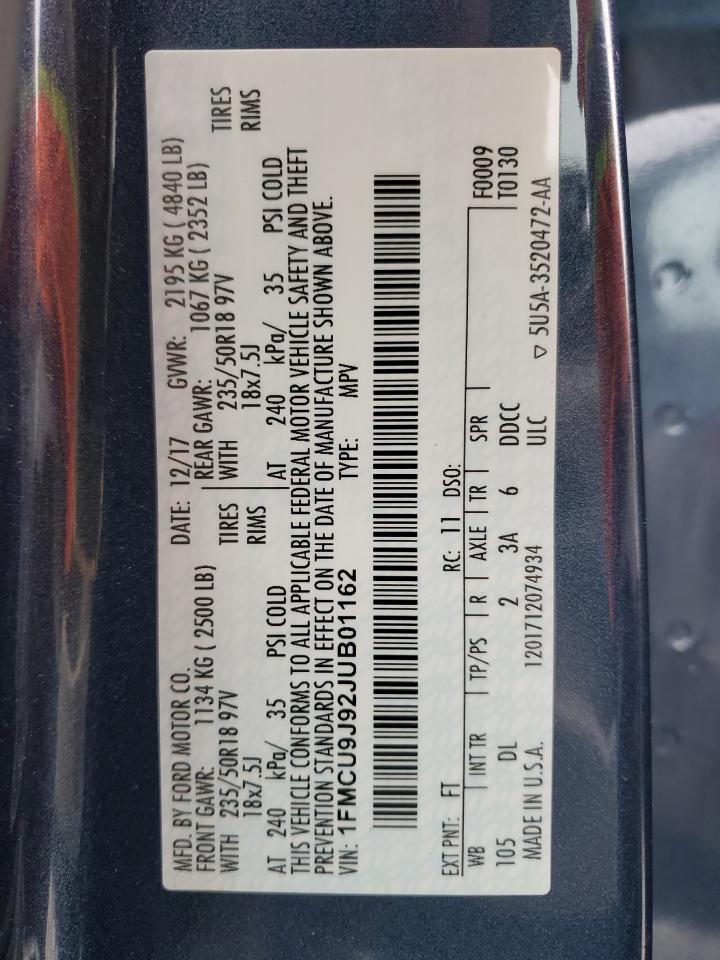 MFD. BY FORD MOTOR CO. DATE: 12/17 GVWR: 2195 KG ( 4840 LB)
FRONT GAWR: 1134 KG ( 2500 LB) REAR GAWR: 1067 KG ( 2352 LB)
WITH 235/50R18 97V TIRES WITH 235/50R18 97V TIRES
18x7.5J RIMS 18x7.5J RIMS
AT 240 kPa/ 35 PSI COLD AT 240 kPa/ 35 PSI COLD
THIS VEHICLE CONFORMS TO ALL APPLICABLE FEDERAL MOTOR VEHICLE SAFETY AND THEFT
PREVENTION STANDARDS IN EFFECT ON THE DATE OF MANUFACTURE SHOWN ABOVE.
VIN: 1FMCU9J92JUB01162 TYPE: MPV
EXT PNT: FT RC: 11 DSO: F0009
WB INT TR TP/PS R AXLE TR SPR T0130
105 DL 2 3A 6 DDCC
MADE IN U.S.A. 1201712074934 ULC ▽ 5U5A-3520472-AA